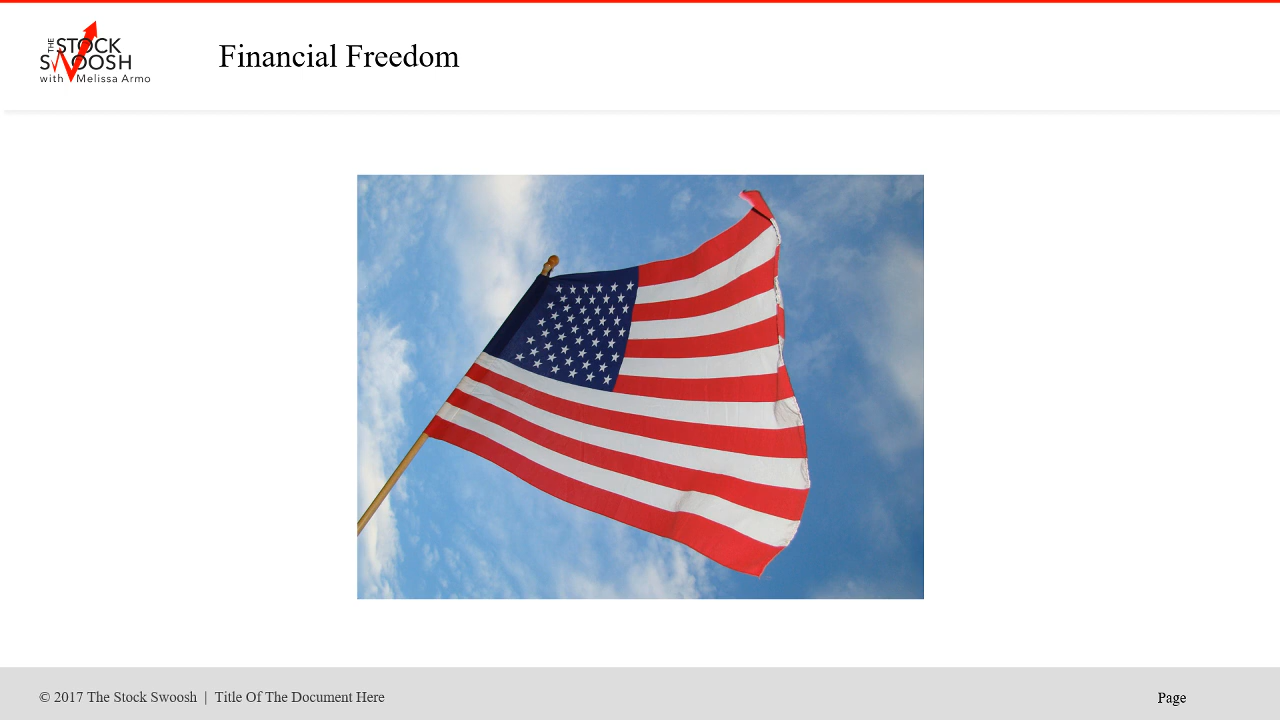 THE STOCK
SWOOSH
with Melissa Armo
Financial Freedom
© 2017 The Stock Swoosh | Title Of The Document Here
Page